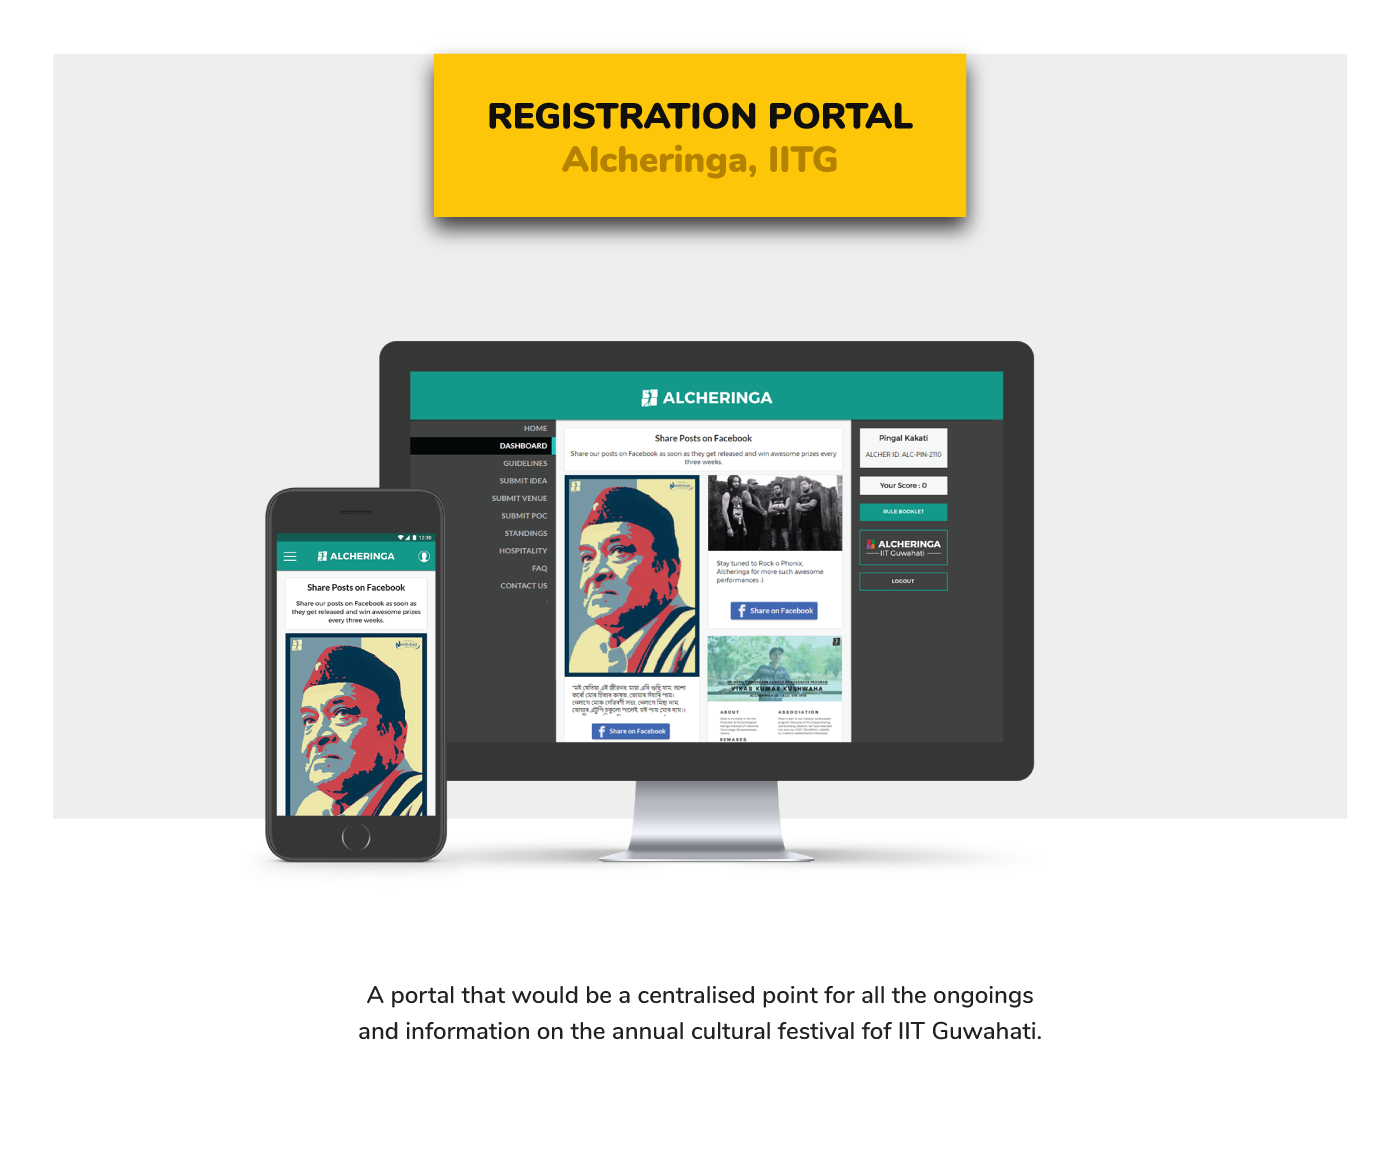 REGISTRATION PORTAL
Alcheringa, IITG
ALCHERINGA
HOME
DASHBOARD
GUIDELINES
SUBMIT IDEA
SUBMIT VENUE
SUBMIT POC
STANDINGS
HOSPITALITY
FAQ
CONTACT US
Share Posts on Facebook
Share our posts on Facebook as soon as they get released and win awesome prizes every
three weeks.
Stay tuned to Rock o Phonix,
Alcheringa for more such awesome
performances :)
Share on Facebook
VIKAS KUMAR KUSHWAHA
ABOUT
ASSOCIATION
REWARDS
Share on Facebook
Pingal Kakati
ALCHER ID: ALC-PIN-2110
Your Score : 0
RULE BOOKLET
ALCHERINGA
IIT Guwahati
LOGOUT
12:30
ALCHERINGA
Share Posts on Facebook
Share our posts on Facebook as soon as
they get released and win awesome prizes
every three weeks.
A portal that would be a centralised point for all the ongoings
and information on the annual cultural festival fof IIT Guwahati.